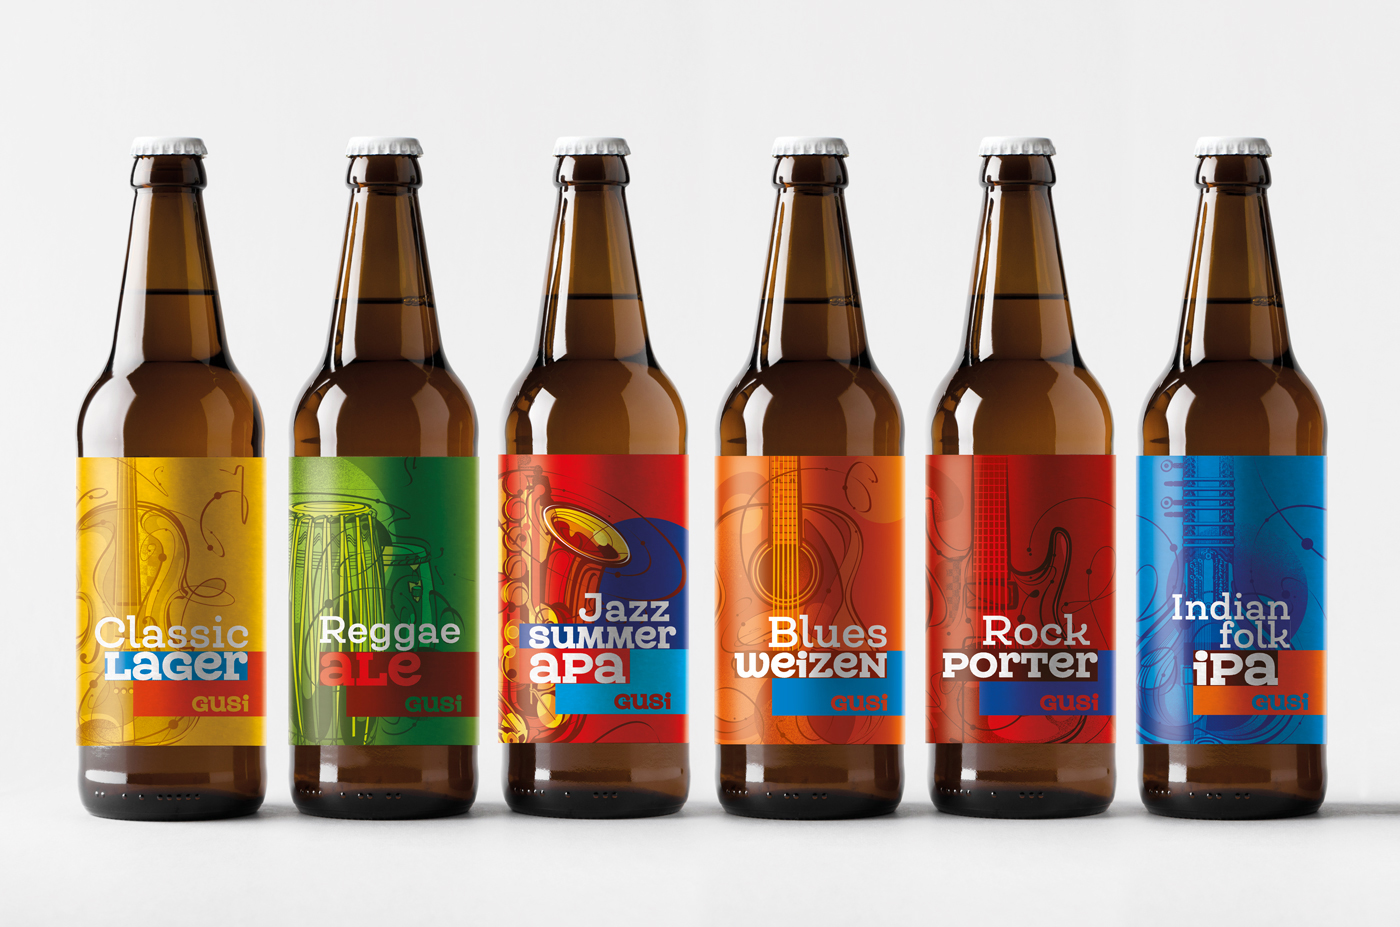 Classic
LAGER
GUSi
Reggae
aLe
GUSi
Jazz
SUMMER
aPa
GUSi
Blues
WeiZEN
GUSi
Rock
PORTER
GUSi
Indian
folk
iPa
GUSi